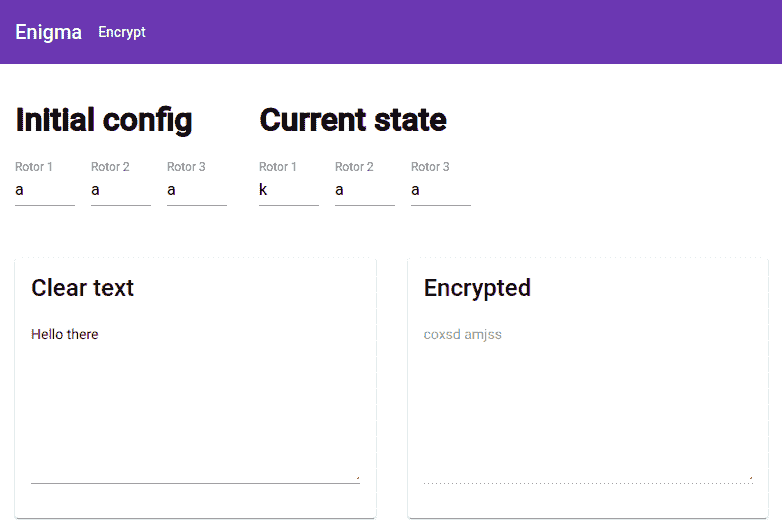 Enigma Encrypt
Initial config Current state
Rotor 1 Rotor 2 Rotor 3 Rotor 1 Rotor 2 Rotor 3
a a a k a a
Clear text Encrypted
Hello there coxsd amjss